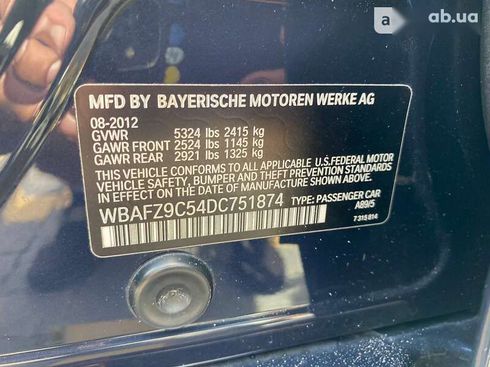 a ab.ua
MFD BY BAYERISCHE MOTOREN WERKE AG
08-2012
GVWR 5324 lbs 2415 kg
GAWR FRONT 2524 lbs 1145 kg
GAWR REAR 2921 lbs 1325 kg
THIS VEHICLE CONFORMS TO ALL APPLICABLE U.S.FEDERAL MOTOR
VEHICLE SAFETY, BUMPER, AND THEFT PREVENTION STANDARDS
IN EFFECT ON THE DATE OF MANUFACTURE SHOWN ABOVE.
WBAFZ9C54DC751874 TYPE: PASSENGER CAR
A89/5
7315814